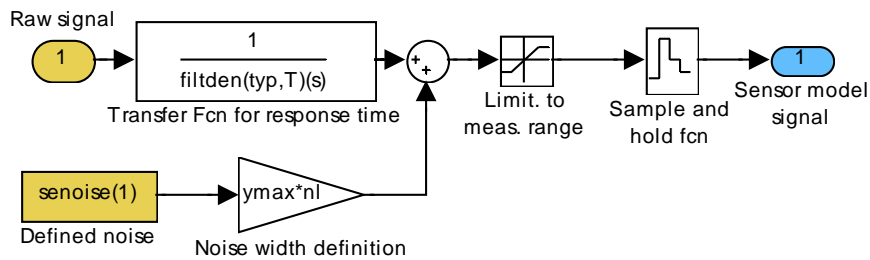 Raw signal
1
1
filtden(typ,T)(s)
Transfer Fcn for response time
+
+
Limit. to
meas. range
Sample and
hold fcn
1
Sensor model
signal
senoise(1)
Defined noise
ymax*nl
Noise width definition